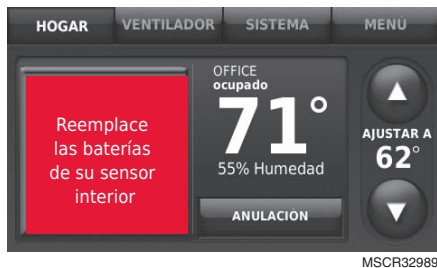 HOGAR VENTILADOR SISTEMA MENÚ
Reemplace
las baterías
de su sensor
interior
OFFICE
ocupado
71°
55% Humedad
ANULACIÒN
AJUSTAR A
62°
MSCR32989